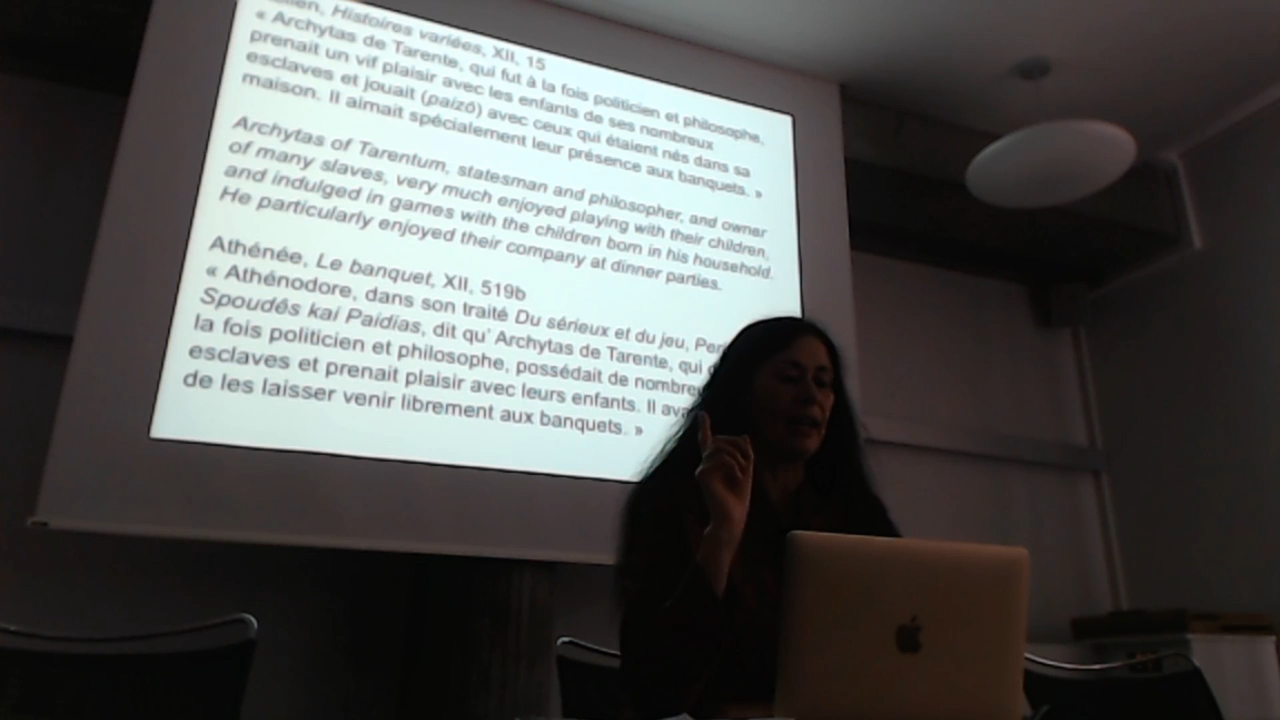 Histoires variées, XII, 15
« Archytas de Tarente, qui fut à la fois politicien et philosophe,
prenait un vif plaisir avec les enfants de ses nombreux
esclaves et jouait (paizô) avec ceux qui étaient nés dans sa
maison. Il aimait spécialement leur présence aux banquets. »
Archytas of Tarentum, statesman and philosopher, and owner
of many slaves, very much enjoyed playing with their children,
and indulged in games with the children born in his household.
He particularly enjoyed their company at dinner parties.
Athénée, Le banquet, XII, 519b
« Athénodore, dans son traité Du sérieux et du jeu,
Spoudês kai Paidias, dit qu' Archytas de Tarente, qui
la fois politicien et philosophe, possédait de
esclaves et prenait plaisir avec leurs enfants. Il
de les laisser venir librement aux banquets. »